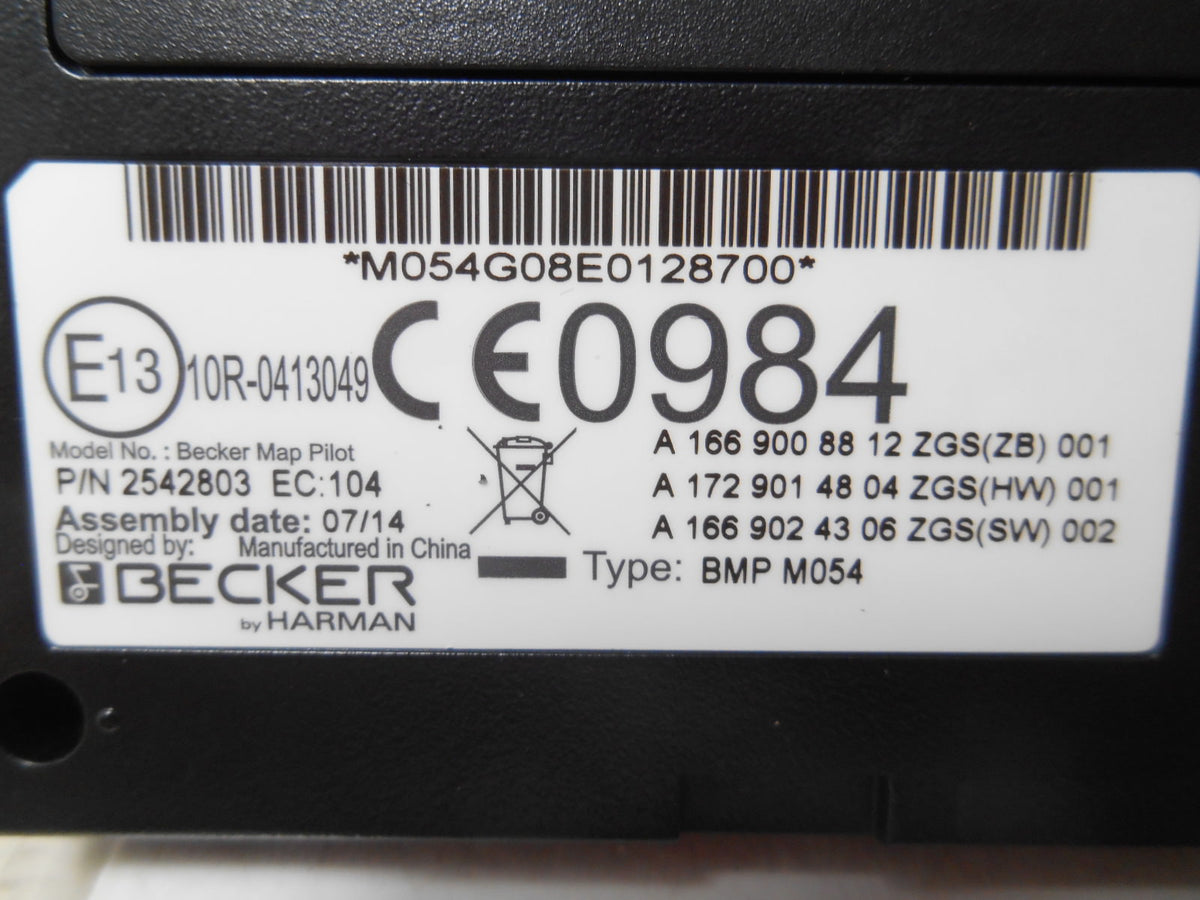 *M054G08E0128700*
E13 10R-0413049 CE0984
Model No. : Becker Map Pilot
P/N 2542803 EC:104
Assembly date: 07/14
Designed by: Manufactured in China
BECKER
by HARMAN
A 166 900 88 12 ZGS(ZB) 001
A 172 901 48 04 ZGS(HW) 001
A 166 902 43 06 ZGS(SW) 002
Type: BMP M054
C